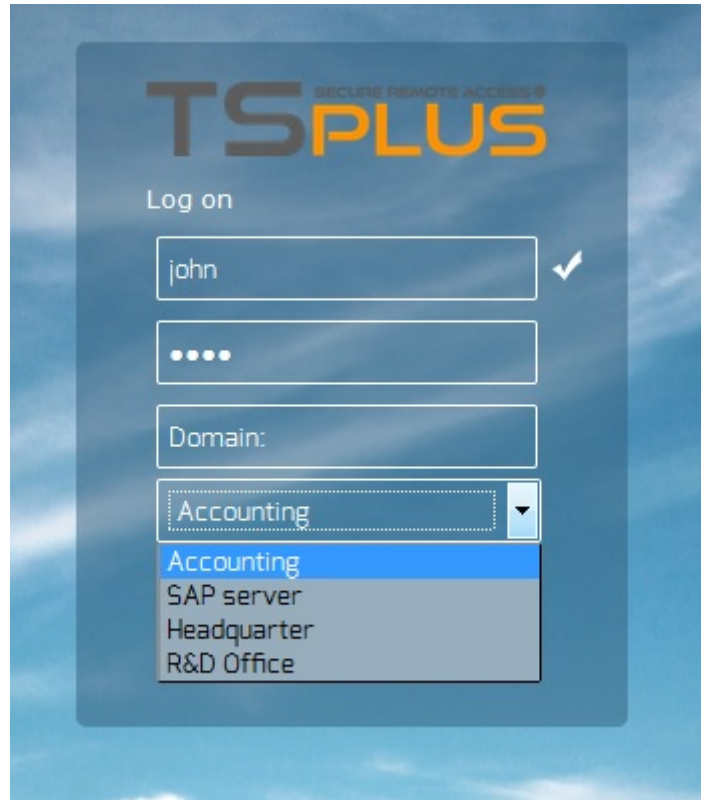 SECURE REMOTE ACCESS
TSPLUS
Log on
john
Domain:
Accounting
Accounting
SAP server
Headquarter
R&D Office